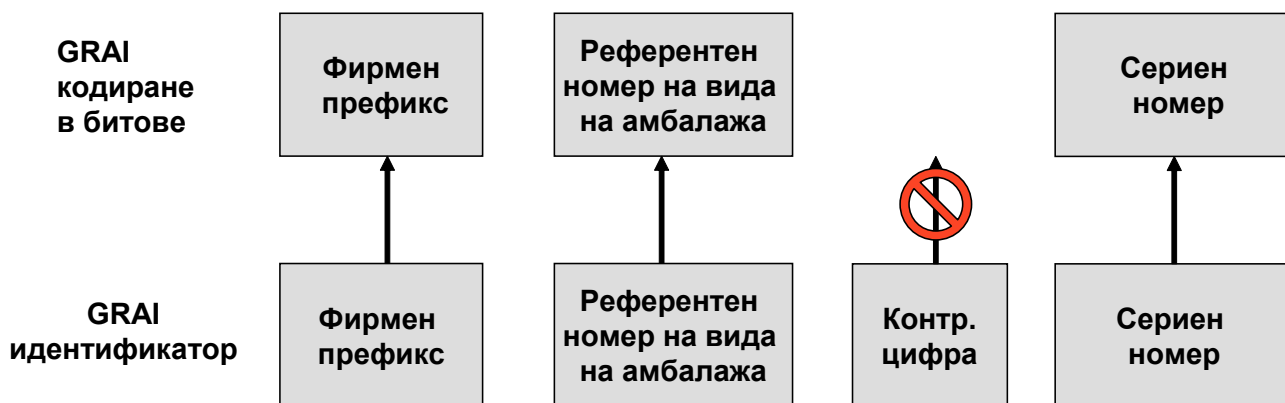 GRAI
кодиране
в битове
Фирмен
префикс
Референтен
номер на вида
на амбалажа
Сериен
номер
GRAI
идентификатор
Фирмен
префикс
Референтен
номер на вида
на амбалажа
Контр.
цифра
Сериен
номер